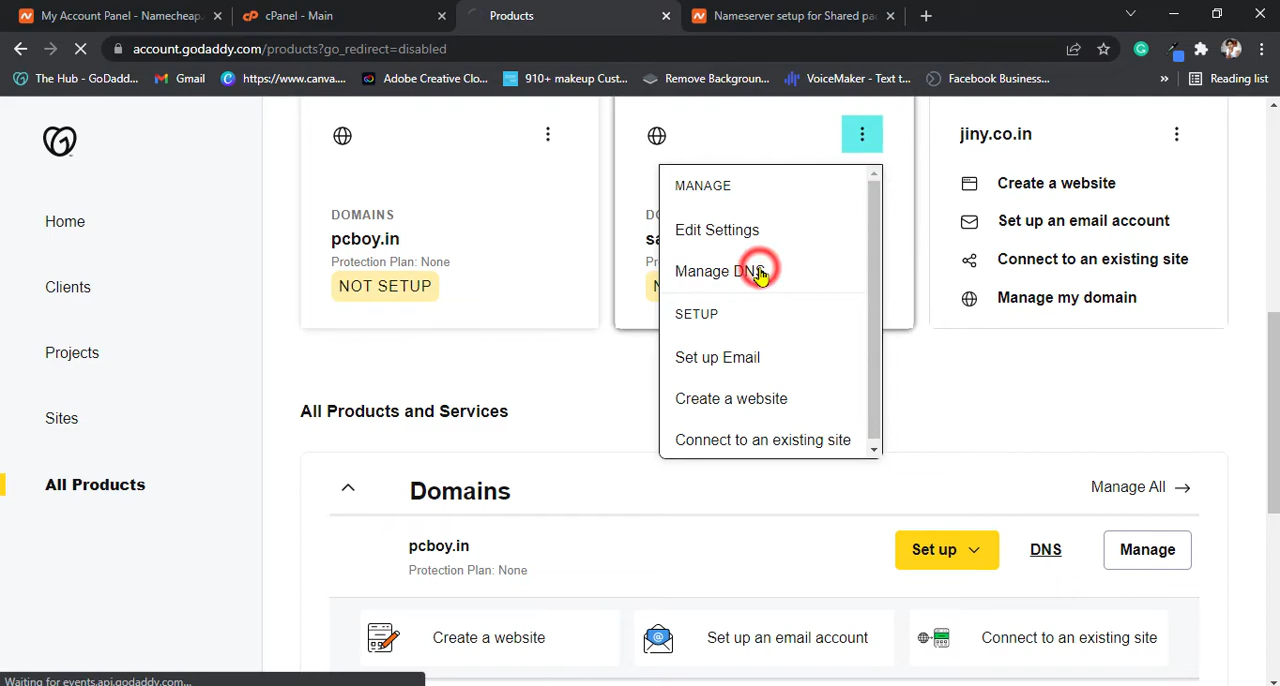 My Account Panel - Namecheap.
cPanel - Main
Products
Nameserver setup for Shared pac
account.godaddy.com/products?go_redirect=disabled
The Hub - GoDadd...
Gmail
https://www.canva....
Adobe Creative Clo...
910+ makeup Cust...
Remove Backgroun...
VoiceMaker - Text t...
Facebook Business...
»
Reading list
Home
Clients
Projects
Sites
All Products
DOMAINS
pcboy.in
Protection Plan: None
NOT SETUP
MANAGE
Edit Settings
Manage DNS
SETUP
Set up Email
Create a website
Connect to an existing site
jiny.co.in
Create a website
Set up an email account
Connect to an existing site
Manage my domain
All Products and Services
Domains
Manage All →
pcboy.in
Protection Plan: None
Set up
DNS
Manage
Create a website
Set up an email account
Connect to an existing site
Waiting for events.api.godaddy.com...